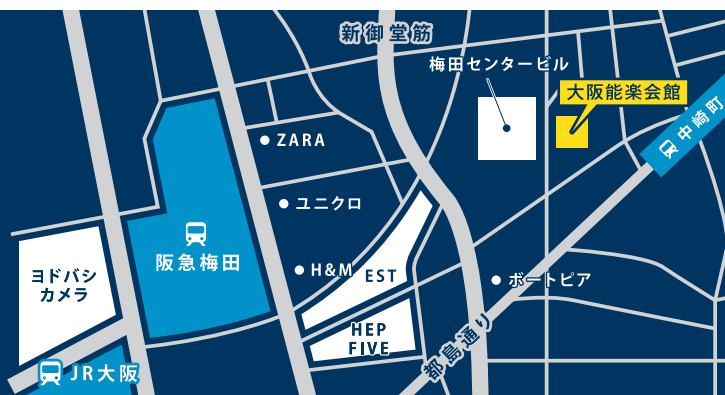 新御堂筋
梅田センタービル
大阪能楽会館
中崎町
ZARA
ユニクロ
阪急梅田
H&M
EST
ヨドバシ
カメラ
ボートピア
HEP
FIVE
都島通り
JR大阪